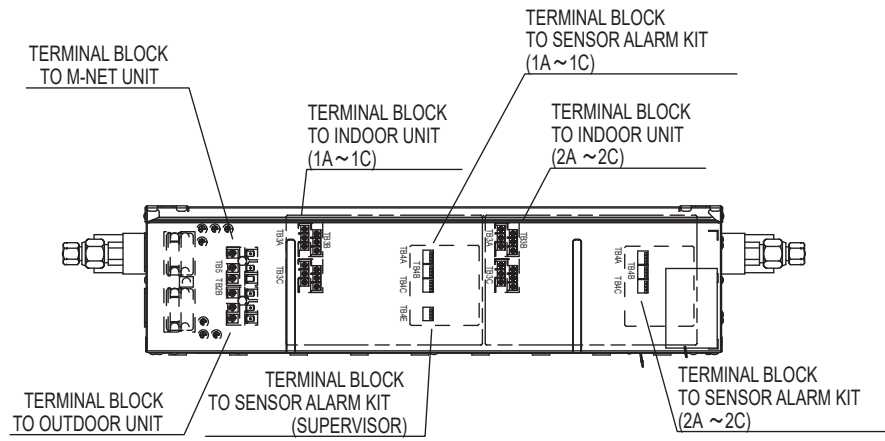 TERMINAL BLOCK
TO SENSOR ALARM KIT
(1A～1C)
TERMINAL BLOCK
TO M-NET UNIT
TERMINAL BLOCK
TO INDOOR UNIT
(1A～1C)
TERMINAL BLOCK
TO INDOOR UNIT
(2A ～2C)
TB3A
TB3B
TB3C
TB5
TB2B
TB4A
TB4B
TB4C
TB4E
TB3A
TB3B
TB3C
TB4A
TB4B
TB4C
TERMINAL BLOCK
TO OUTDOOR UNIT
TERMINAL BLOCK
TO SENSOR ALARM KIT
(SUPERVISOR)
TERMINAL BLOCK
TO SENSOR ALARM KIT
(2A ～2C)